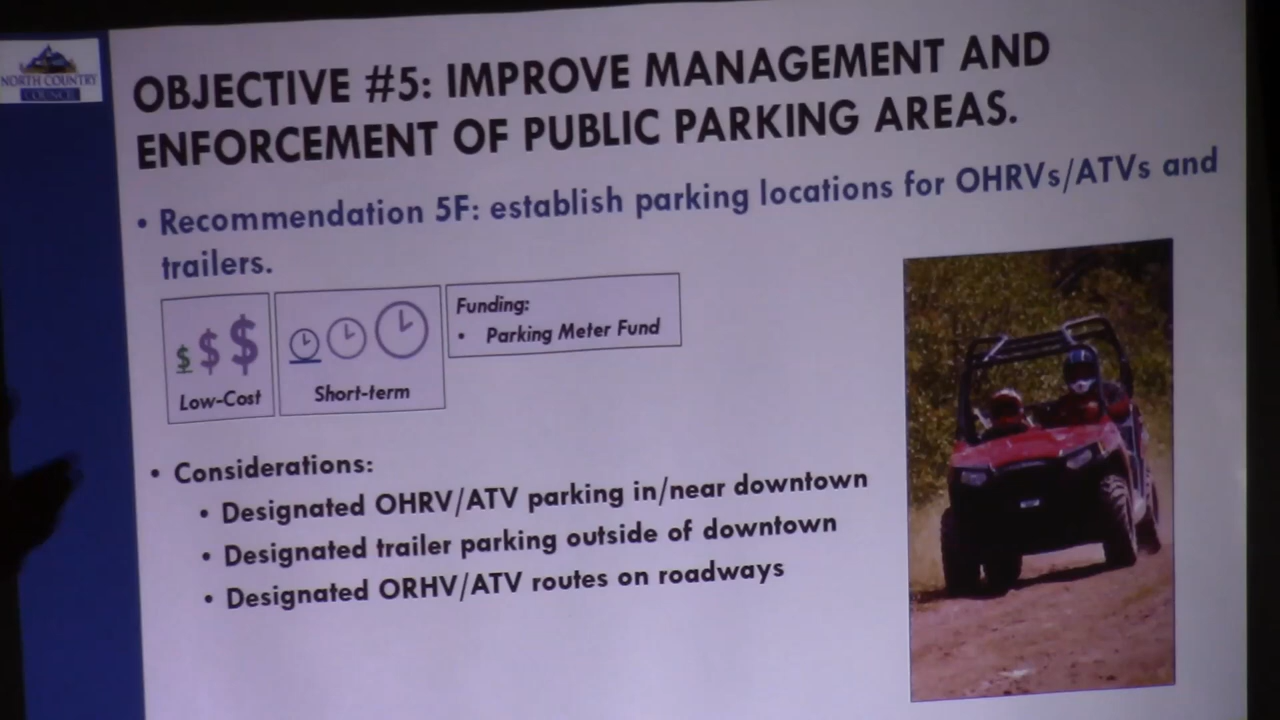 NORTH COUNTRY
COUNCIL
OBJECTIVE #5: IMPROVE MANAGEMENT AND
ENFORCEMENT OF PUBLIC PARKING AREAS.
• Recommendation 5F: establish parking locations for OHRVs/ATVs and
trailers.
$ $ $
Low-Cost
Short-term
Funding:
• Parking Meter Fund
• Considerations:
• Designated OHRV/ATV parking in/near downtown
• Designated trailer parking outside of downtown
• Designated ORHV/ATV routes on roadways